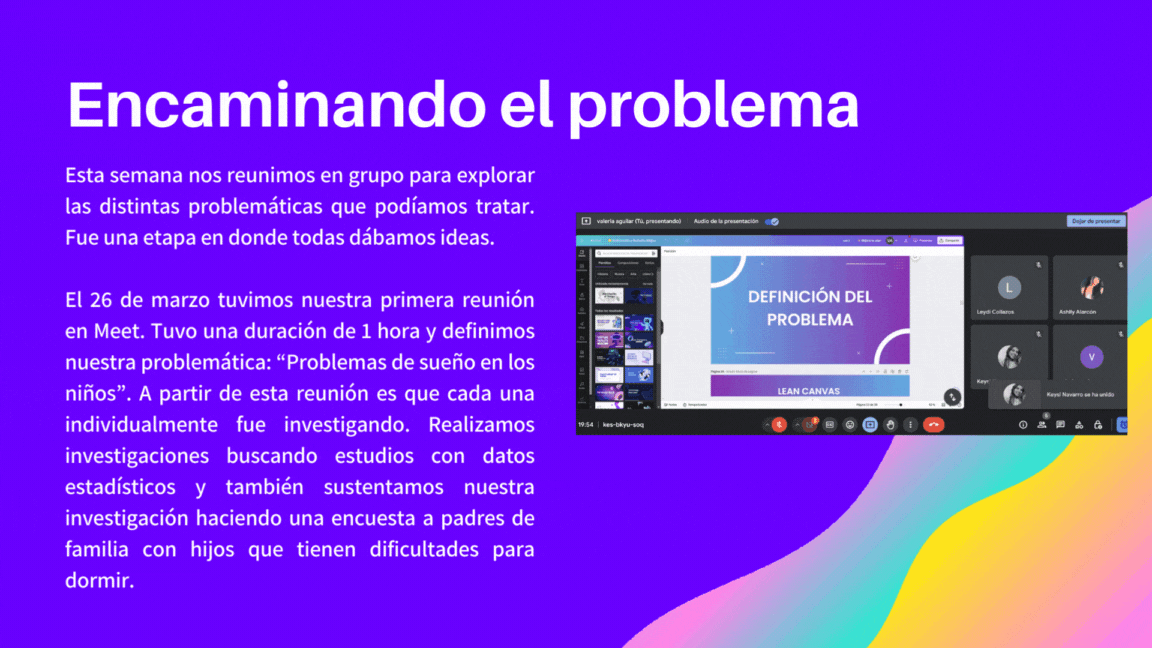 Encaminando el problema
Esta semana nos reunimos en grupo para explorar
las distintas problemáticas que podíamos tratar.
Fue una etapa en donde todas dábamos ideas.
El 26 de marzo tuvimos nuestra primera reunión
en Meet. Tuvo una duración de 1 hora y definimos
nuestra problemática: “Problemas de sueño en los
niños”. A partir de esta reunión es que cada una
individualmente fue investigando. Realizamos
investigaciones buscando estudios con datos
estadísticos y también sustentamos nuestra
investigación haciendo una encuesta a padres de
familia con hijos que tienen dificultades para
dormir.
valeria aguilar (Tú, presentando) Audio de la presentación
Dejar de presentar
DEFINICIÓN DEL
PROBLEMA
LEAN CANVAS
L
Leydi Collazos
Ashlly Alarcon
V
Keysi Navarro se ha unido
19:54 | kes-bkyu-soq